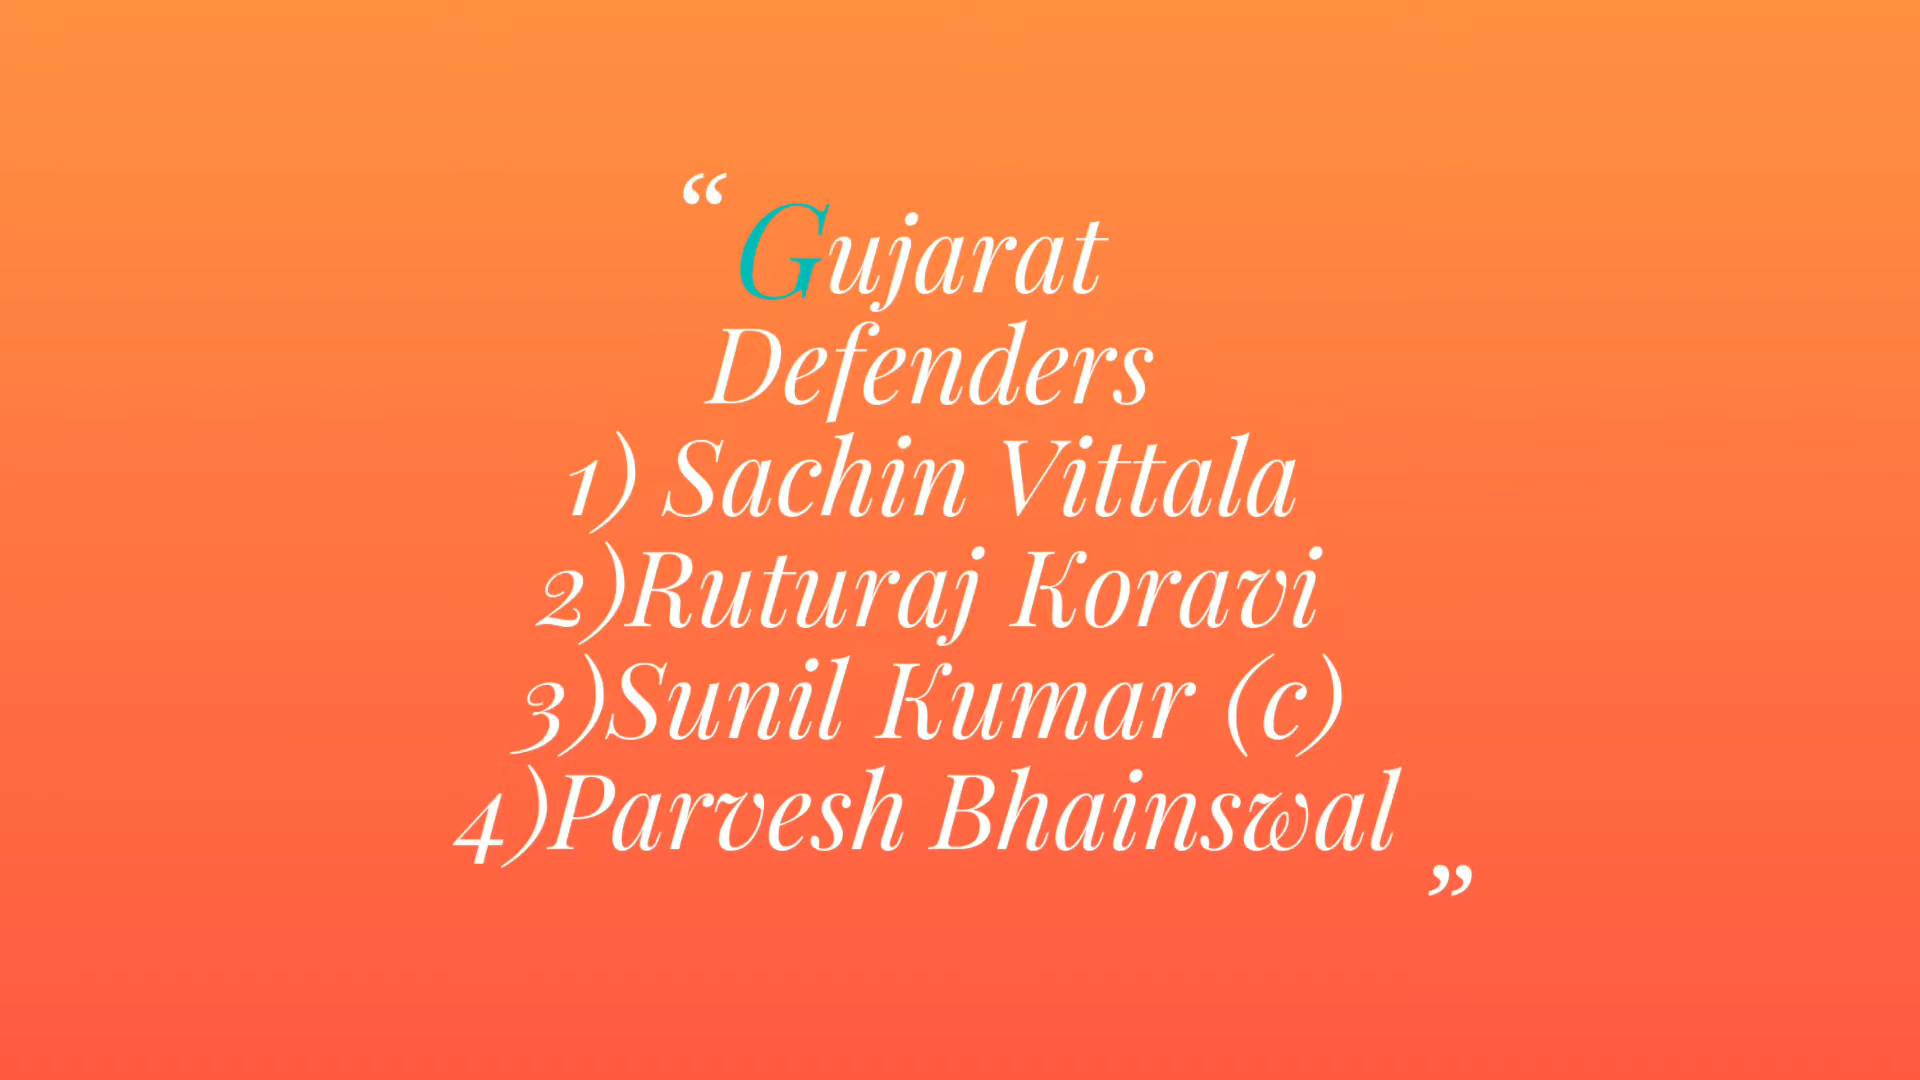 “Gujarat
Defenders
1) Sachin Vittala
2)Ruturaj Koravi
3)Sunil Kumar (c)
4)Parvesh Bhainswal”